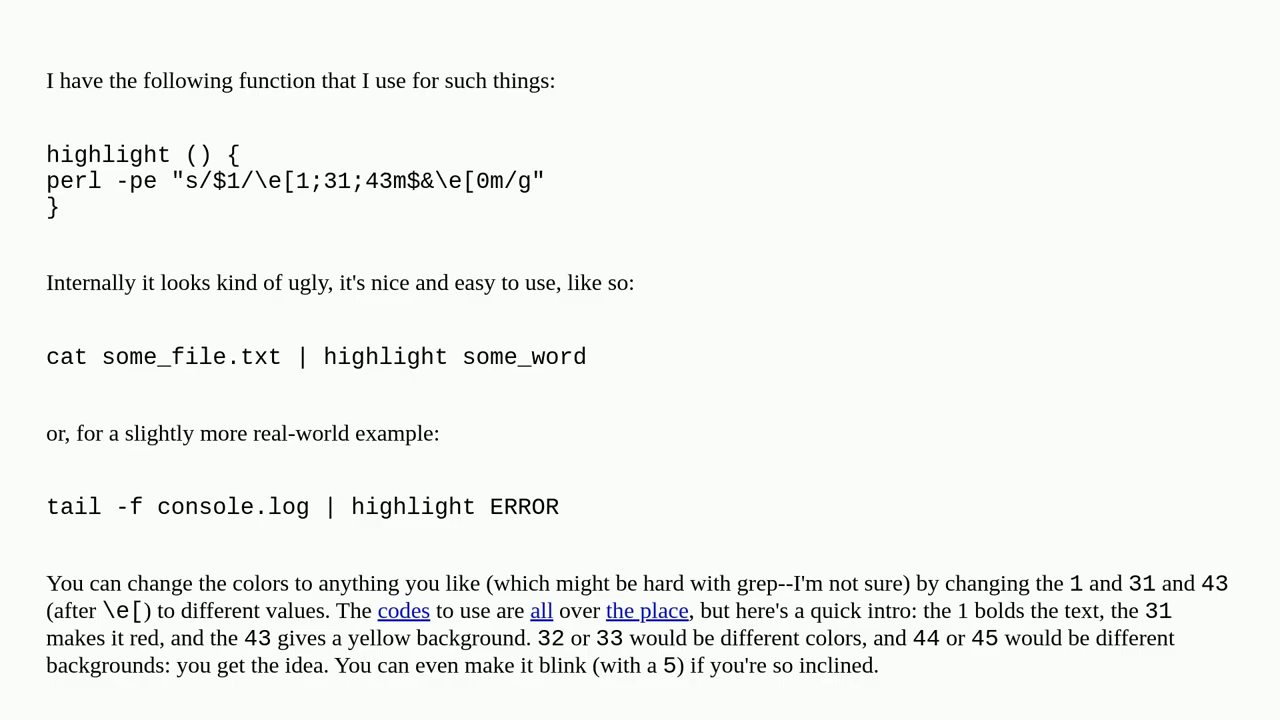 I have the following function that I use for such things:
highlight () {
perl -pe "s/$1/\e[1;31;43m$&\e[0m/g"
}
Internally it looks kind of ugly, it's nice and easy to use, like so:
cat some_file.txt | highlight some_word
or, for a slightly more real-world example:
tail -f console.log | highlight ERROR
You can change the colors to anything you like (which might be hard with grep--I'm not sure) by changing the 1 and 31 and 43
(after \e[) to different values. The codes to use are all over the place, but here's a quick intro: the 1 bolds the text, the 31
makes it red, and the 43 gives a yellow background. 32 or 33 would be different colors, and 44 or 45 would be different
backgrounds: you get the idea. You can even make it blink (with a 5) if you're so inclined.